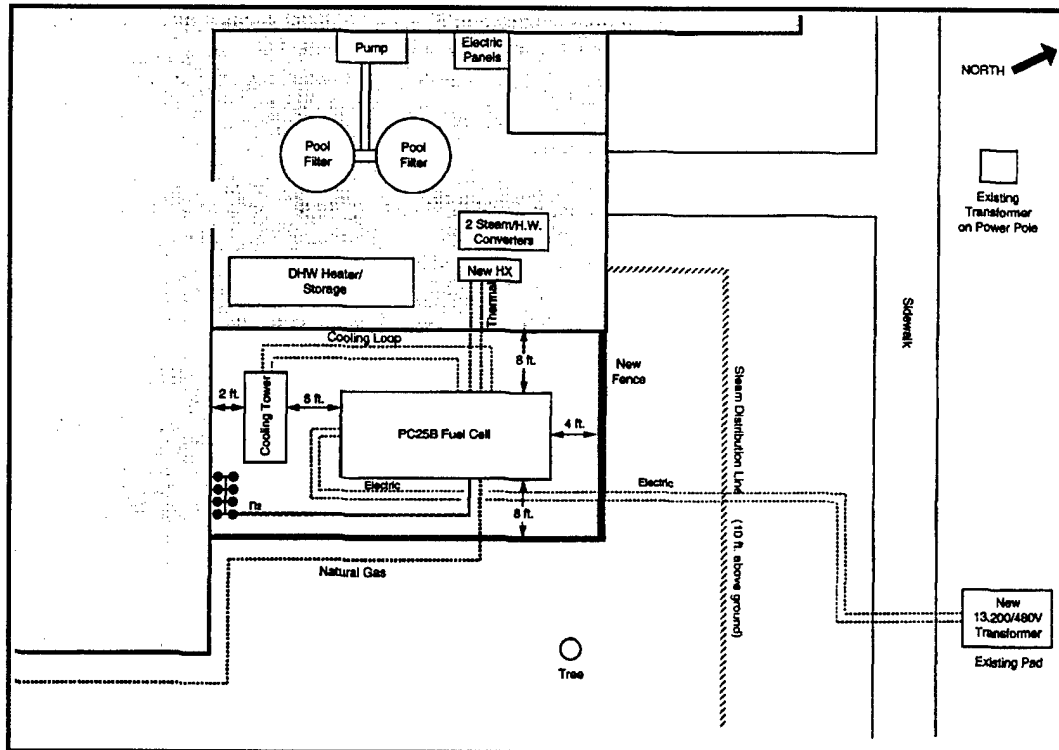 Pump
Electric
Panels
NORTH
Pool
Filter
Pool
Filter
Existing
Transformer
on Power Pole
2 Steam/H.W.
Converters
DHW Heater/
Storage
New HX
Thermal
Sidewalk
Cooling Loop
8 ft.
New
Fence
2 ft.
Cooling Tower
8 ft.
PC25B Fuel Cell
4 ft.
Steam Distribution Line
(10 ft. above ground)
Electric
Electric
n₂
8 ft.
Natural Gas
New
13,200/480V
Transformer
Existing Pad
Tree